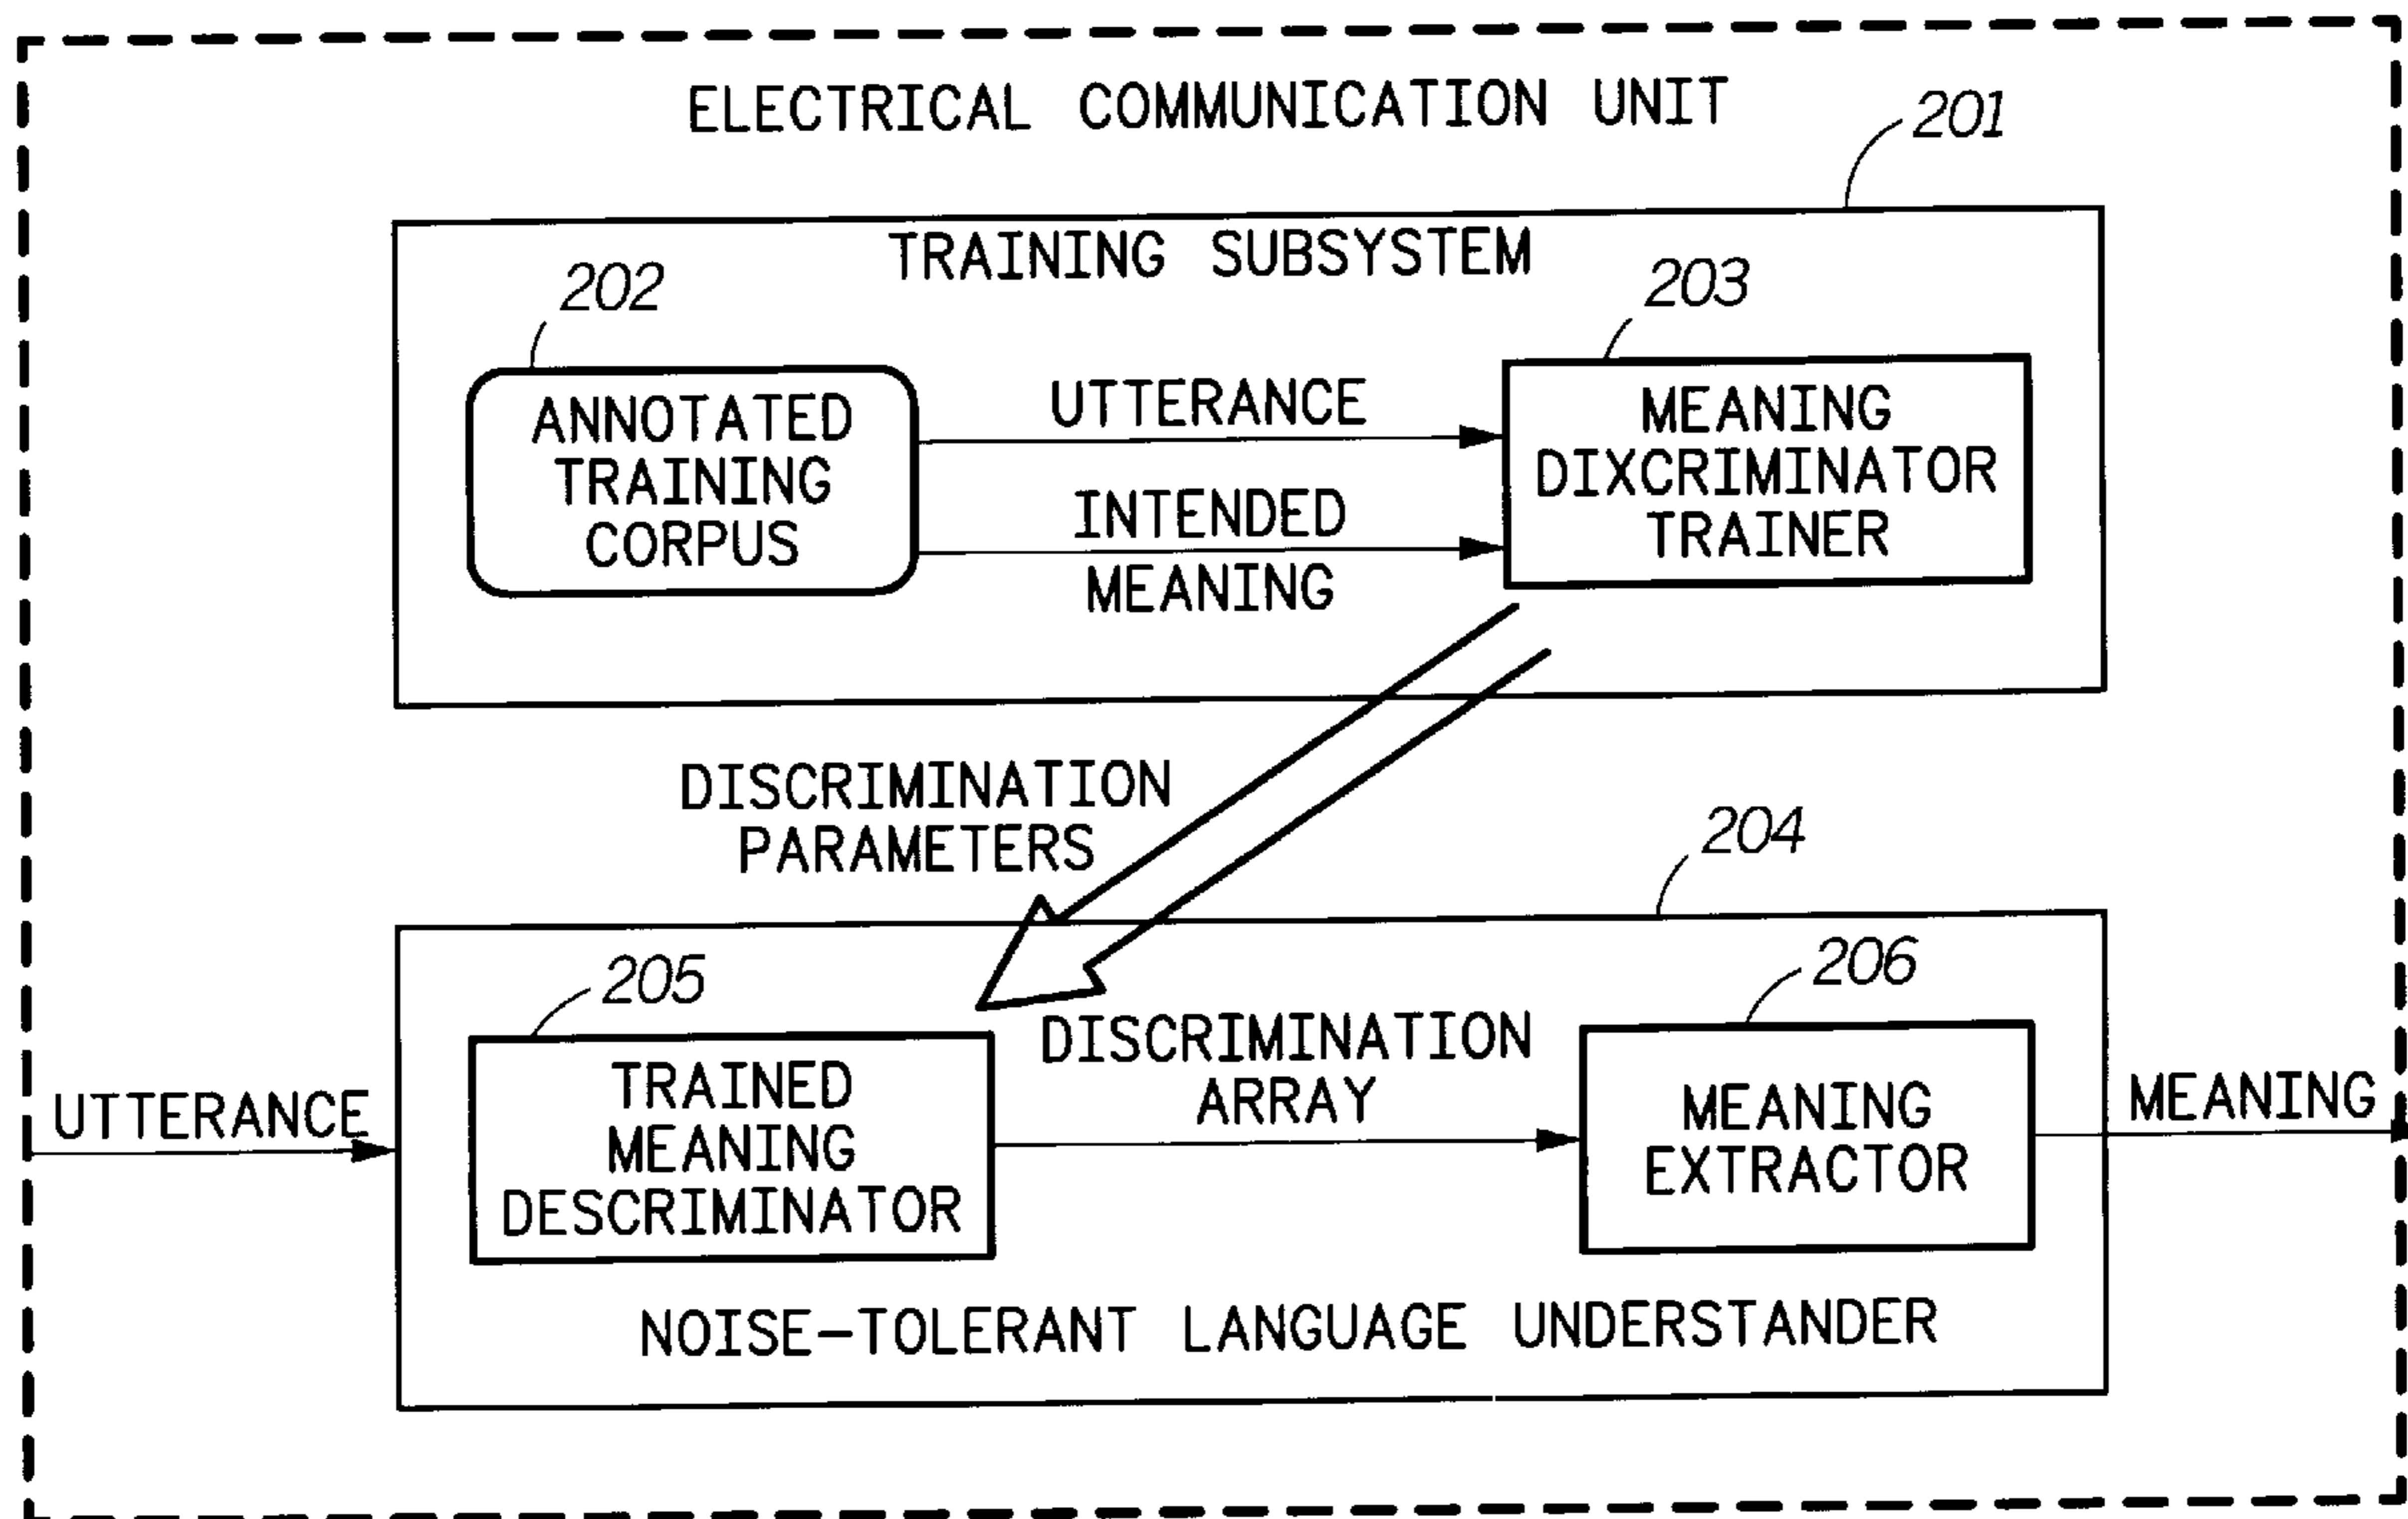 ELECTRICAL COMMUNICATION UNIT
201
TRAINING SUBSYSTEM
202
203
ANNOTATED
TRAINING
CORPUS
UTTERANCE
INTENDED
MEANING
MEANING
DIXCRIMINATOR
TRAINER
DISCRIMINATION
PARAMETERS
204
205
206
UTTERANCE
TRAINED
MEANING
DESCRIMINATOR
DISCRIMINATION
ARRAY
MEANING
EXTRACTOR
MEANING
NOISE-TOLERANT LANGUAGE UNDERSTANDER